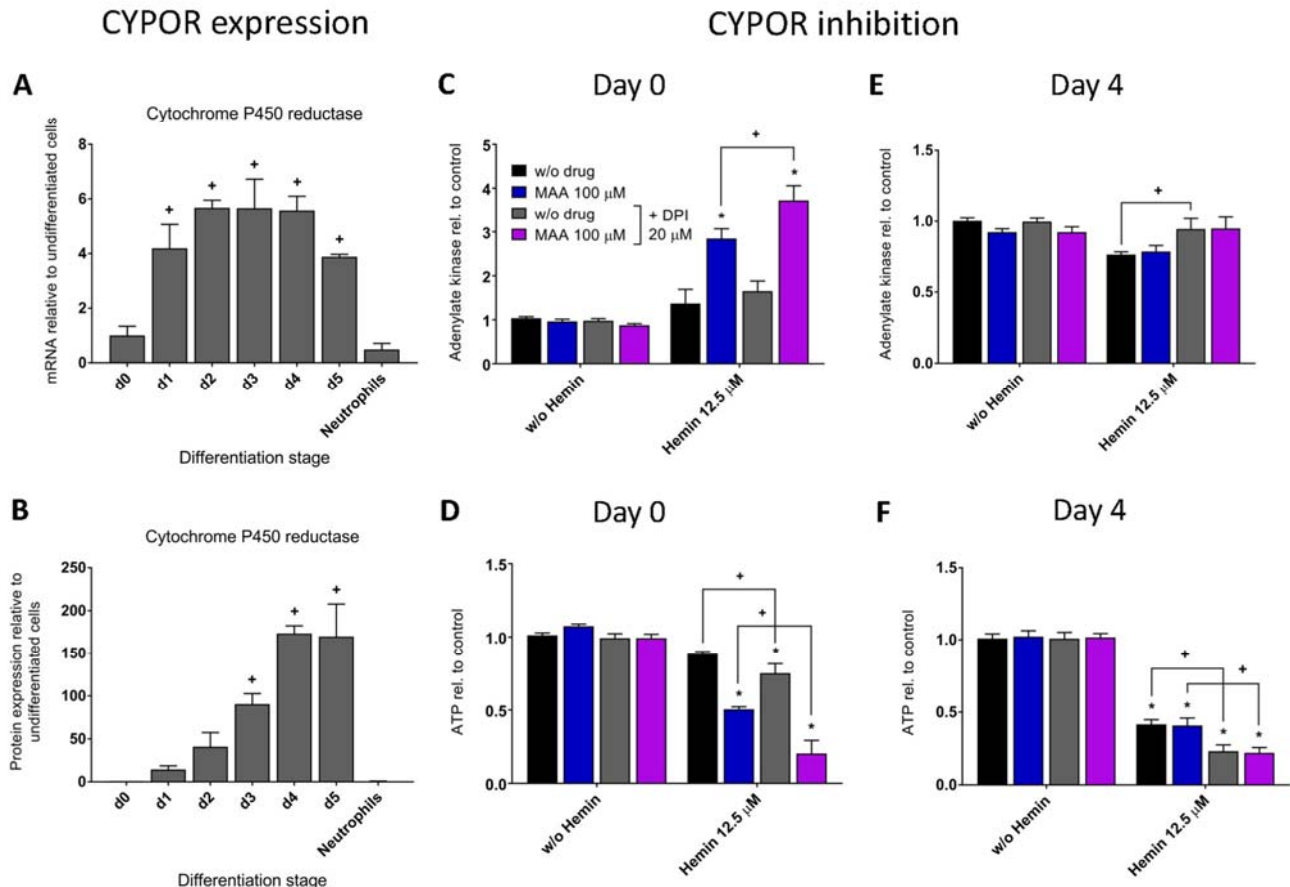 CYPOR expression
CYPOR inhibition
A
Cytochrome P450 reductase
mRNA relative to undifferentiated cells
8
6
4
2
0
+ + + + +
d0 d1 d2 d3 d4 d5 Neutrophils
Differentiation stage
B
Cytochrome P450 reductase
Protein expression relative to
undifferentiated cells
250
200
150
100
50
0
+ + +
d0 d1 d2 d3 d4 d5 Neutrophils
Differentiation stage
C
Day 0
Adenylate kinase rel. to control
5
4
3
2
1
0
w/o drug
MAA 100 μM
w/o drug
MAA 100 μM
+ DPI
20 μM
+
* *
w/o Hemin
Hemin 12.5 μM
D
Day 0
ATP rel. to control
1.5
1.0
0.5
0.0
+
+
* * *
w/o Hemin
Hemin 12.5 μM
E
Day 4
Adenylate kinase rel. to control
1.5
1.0
0.5
0.0
+
w/o Hemin
Hemin 12.5 μM
F
Day 4
ATP rel. to control
1.5
1.0
0.5
0.0
+ +
* * * *
w/o Hemin
Hemin 12.5 μM